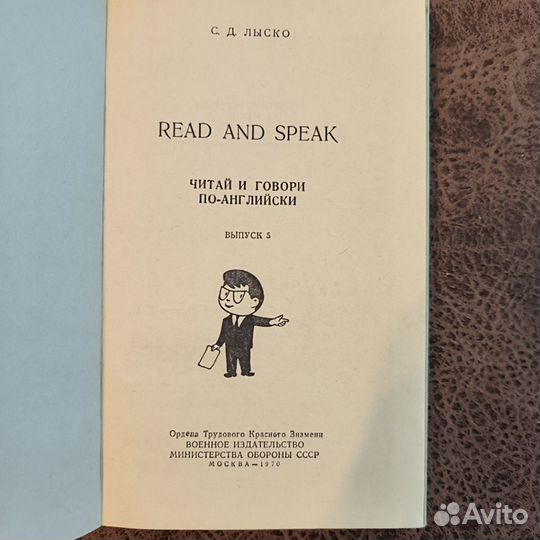 С. Д. ЛЫСКО
READ AND SPEAK
ЧИТАЙ И ГОВОРИ
ПО-АНГЛИЙСКИ
ВЫПУСК 5
Ордена Трудового Красного Знамени
ВОЕННОЕ ИЗДАТЕЛЬСТВО
МИНИСТЕРСТВА ОБОРОНЫ СССР
МОСКВА — 1970
Avito